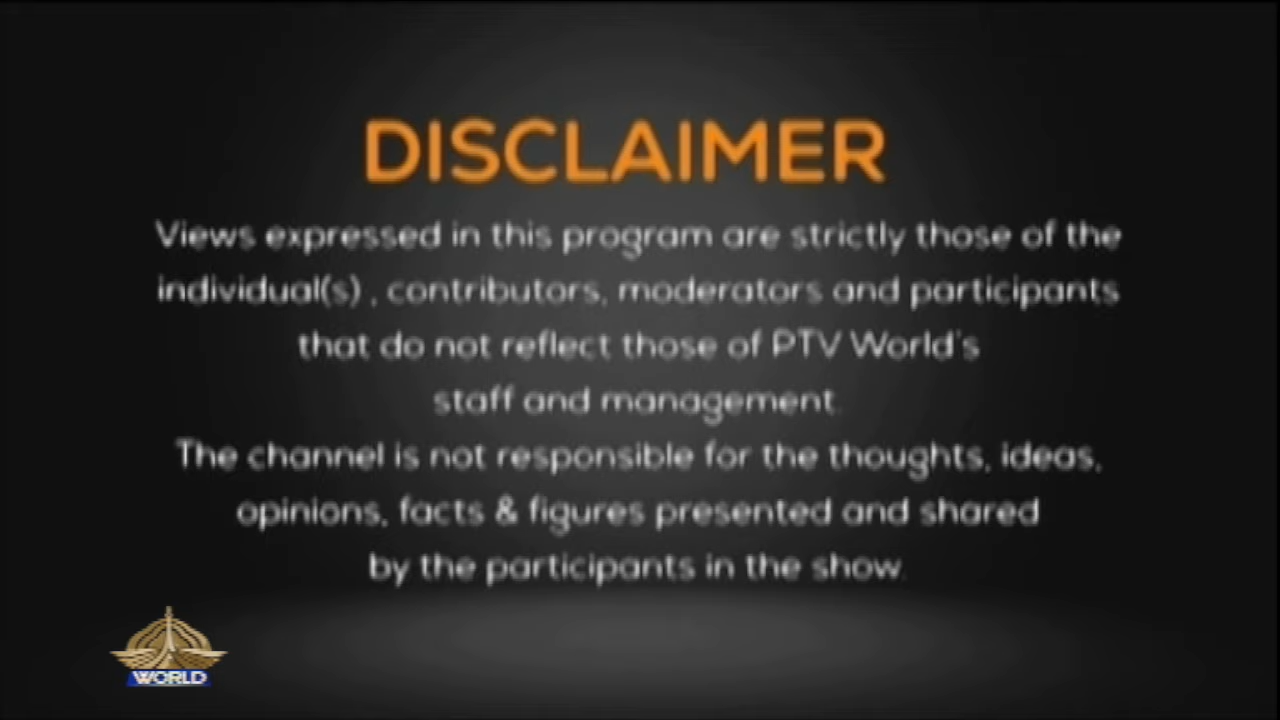 DISCLAIMER
Views expressed in this program are strictly those of the
individual(s) , contributors, moderators and participants
that do not reflect those of PTV World's
staff and management.
The channel is not responsible for the thoughts, ideas,
opinions, facts & figures presented and shared
by the participants in the show.
WORLD